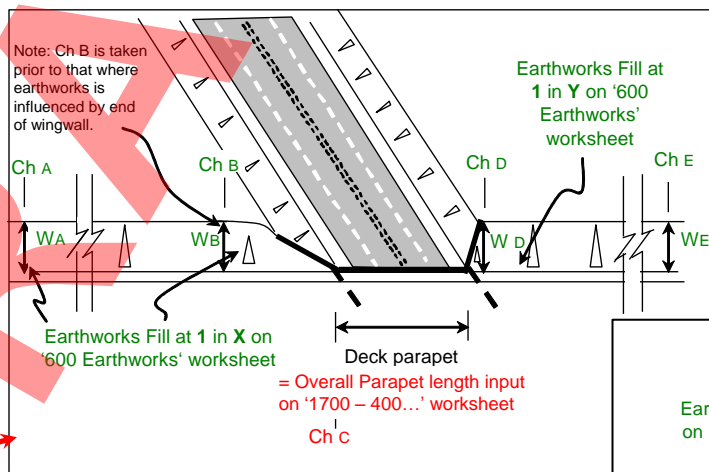 Note: Ch B is taken
prior to that where
earthworks is
influenced by end
of wingwall.
Earthworks Fill at
1 in Y on ‘600
Earthworks’
worksheet
Ch A
Ch B
Ch D
Ch E
WA
WB
W D
WE
Earthworks Fill at 1 in X on
‘600 Earthworks‘ worksheet
Deck parapet
= Overall Parapet length input
on ‘1700 – 400…’ worksheet
Ch C
Ear
on